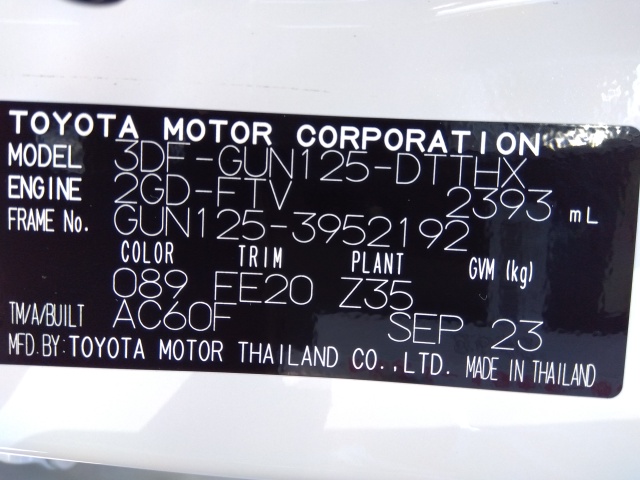 TOYOTA MOTOR CORPORATION
MODEL 3DF-GUN125-DTTHX
ENGINE 2GD-FTV 2393 mL
FRAME No. GUN125-3952192
COLOR TRIM PLANT GVM (kg)
089 FE20 Z35
TM/A/BUILT AC60F SEP 23
MFD.BY:TOYOTA MOTOR THAILAND CO.,LTD. MADE IN THAILAND